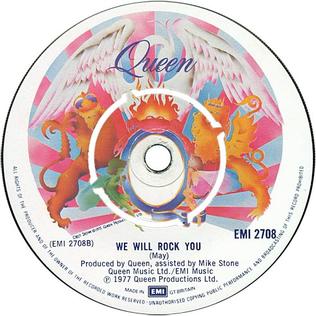 Queen
EMI 2708
(EMI 2708B)
WE WILL ROCK YOU
(May)
Produced by Queen, assisted by Mike Stone
Queen Music Ltd./EMI Music
℗ 1977 Queen Productions Ltd.
MADE IN EMI GT BRITAIN
ALL RIGHTS OF THE PRODUCER AND OF THE OWNER OF THE RECORDED WORK RESERVED · UNAUTHORISED COPYING PUBLIC PERFORMANCE AND BROADCASTING OF THIS RECORD PROHIBITED